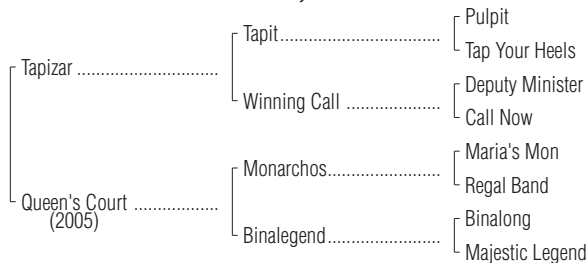 Pulpit
Tapit
Tap Your Heels
Tapizar
Deputy Minister
Winning Call
Call Now
Maria's Mon
Monarchos
Regal Band
Queen's Court
(2005)
Binalong
Binalegend
Majestic Legend